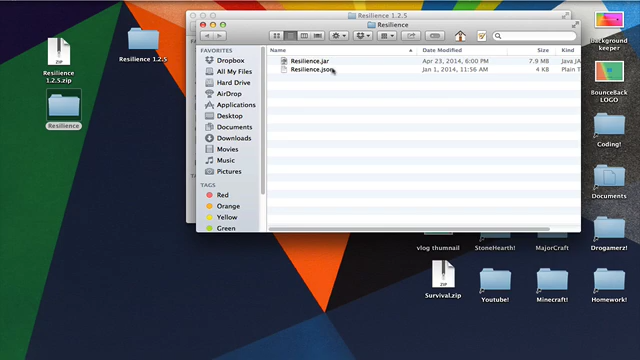 Resilience 1.2.5
Resilience
FAVORITES
Dropbox
All My Files
Hard Drive
AirDrop
Applications
Desktop
Documents
Downloads
Movies
Music
Pictures
TAGS
Red
Orange
Yellow
Green
Name
Date Modified
Size
Kind
Resilience.jar
Apr 23, 2014, 6:00 PM
7.9 MB
Java JA
Resilience.json
Jan 1, 2014, 11:56 AM
4 KB
Plain T
ZIP
Resilience
1.2.5.zip
Resilience 1.2.5
Resilience
Background
keeper
BounceBack
LOGO
Coding!
Documents
vlog thumnail
StoneHearth!
MajorCraft
Drogamerz!
ZIP
Survival.zip
Youtube!
Minecraft!
Homework!